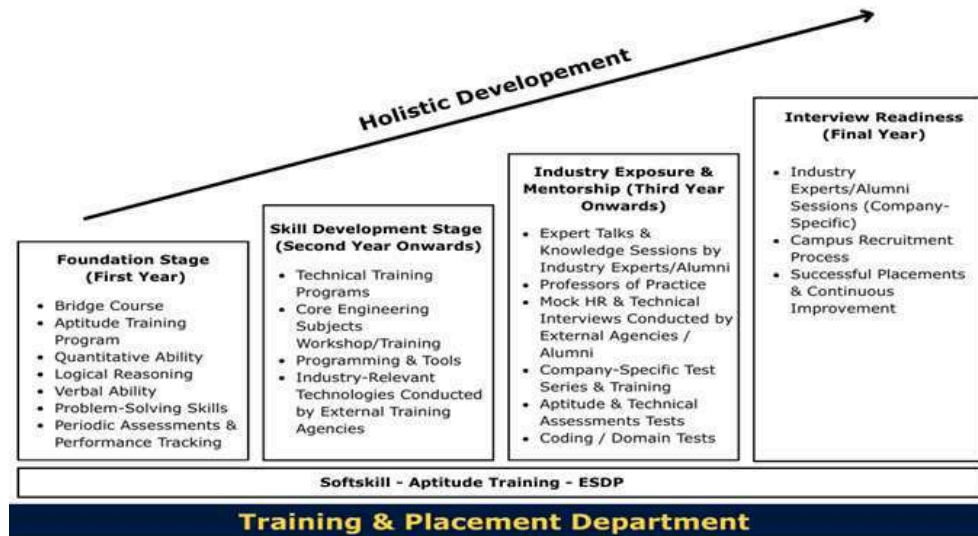 Holistic Developement
Foundation Stage
(First Year)
• Bridge Course
• Aptitude Training
Program
• Quantitative Ability
• Logical Reasoning
• Verbal Ability
• Problem-Solving Skills
• Periodic Assessments &
Performance Tracking
Skill Development Stage
(Second Year Onwards)
• Technical Training
Programs
• Core Engineering
Subjects
Workshop/Training
• Programming & Tools
• Industry-Relevant
Technologies Conducted
by External Training
Agencies
Industry Exposure &
Mentorship (Third Year
Onwards)
• Expert Talks &
Knowledge Sessions by
Industry Experts/Alumni
• Professors of Practice
• Mock HR & Technical
Interviews Conducted by
External Agencies /
Alumni
• Company-Specific Test
Series & Training
• Aptitude & Technical
Assessments Tests
• Coding / Domain Tests
Interview Readiness
(Final Year)
• Industry
Experts/Alumni
Sessions (Company-
Specific)
• Campus Recruitment
Process
• Successful Placements
& Continuous
Improvement
Softskill - Aptitude Training - ESDP
Training & Placement Department